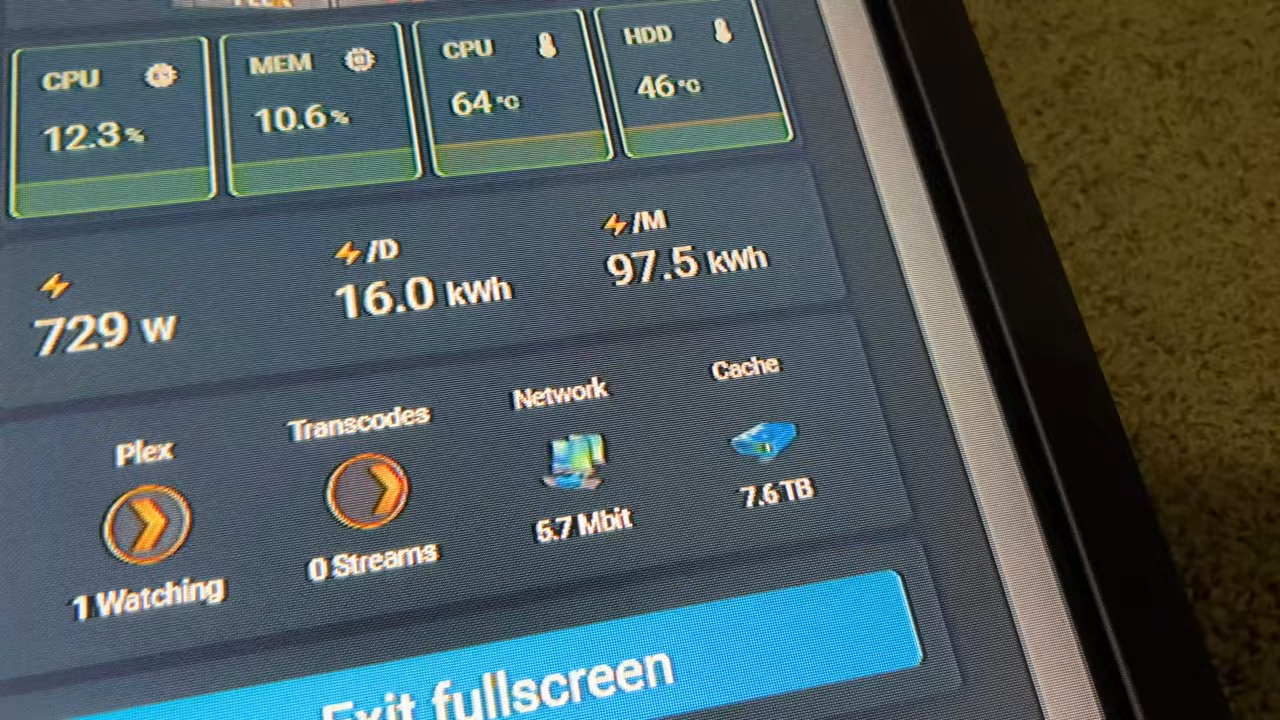 CPU
12.3%
MEM
10.6%
CPU
64°C
HDD
46°C
729 W
/D
16.0 kWh
/M
97.5 kWh
Plex
1 Watching
Transcodes
0 Streams
Network
5.7 Mbit
Cache
7.6 TB
Exit fullscreen